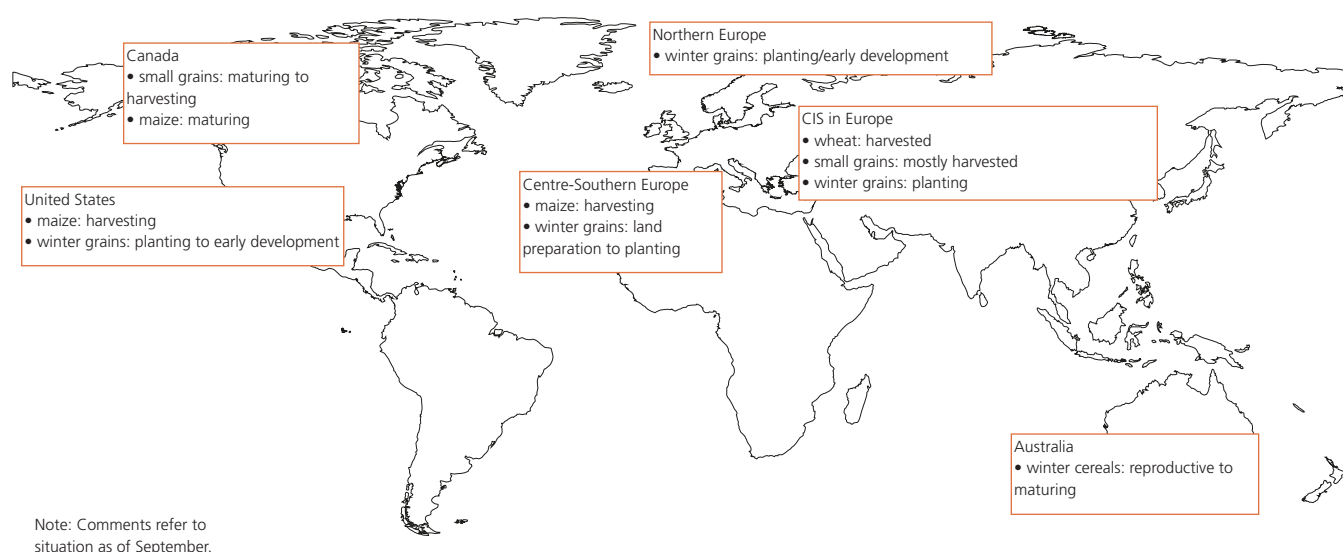 Northern Europe
• winter grains: planting/early development
Canada
• small grains: maturing to
harvesting
• maize: maturing
CIS in Europe
• wheat: harvested
• small grains: mostly harvested
• winter grains: planting
Centre-Southern Europe
• maize: harvesting
• winter grains: land
preparation to planting
United States
• maize: harvesting
• winter grains: planting to early development
Australia
• winter cereals: reproductive to
maturing
Note: Comments refer to
situation as of September.